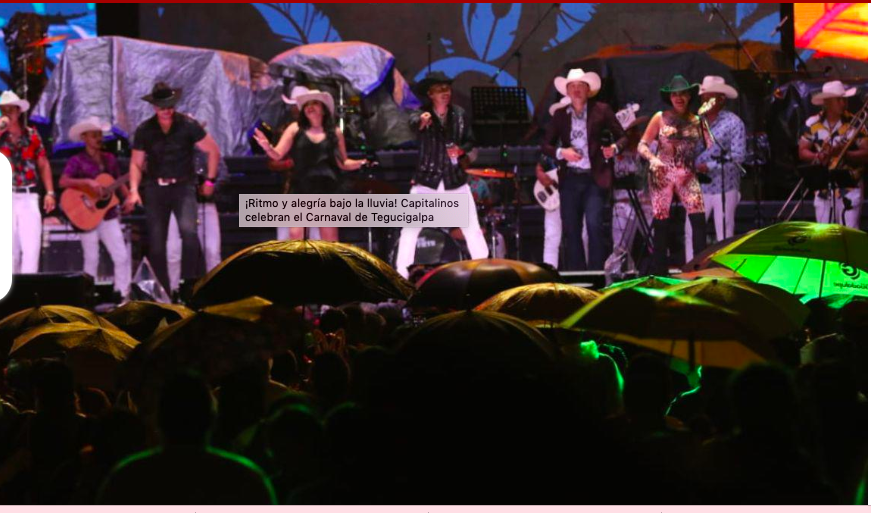 ¡Ritmo y alegría bajo la lluvia! Capitalinos
celebran el Carnaval de Tegucigalpa